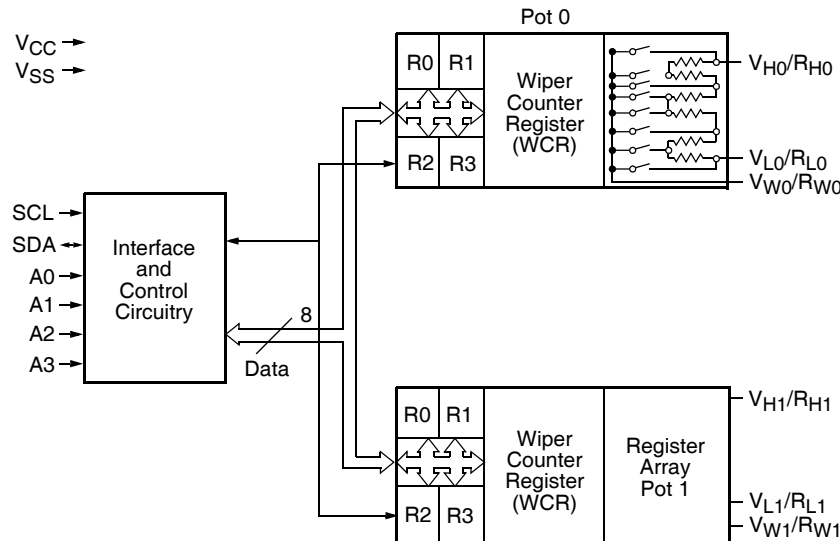 Pot 0
VCC
VSS
R0 R1
R2 R3
Wiper
Counter
Register
(WCR)
VH0/RH0
VL0/RL0
VW0/RW0
SCL
SDA
A0
A1
A2
A3
Interface
and
Control
Circuitry
8
Data
R0 R1
R2 R3
Wiper
Counter
Register
(WCR)
Register
Array
Pot 1
VH1/RH1
VL1/RL1
VW1/RW1